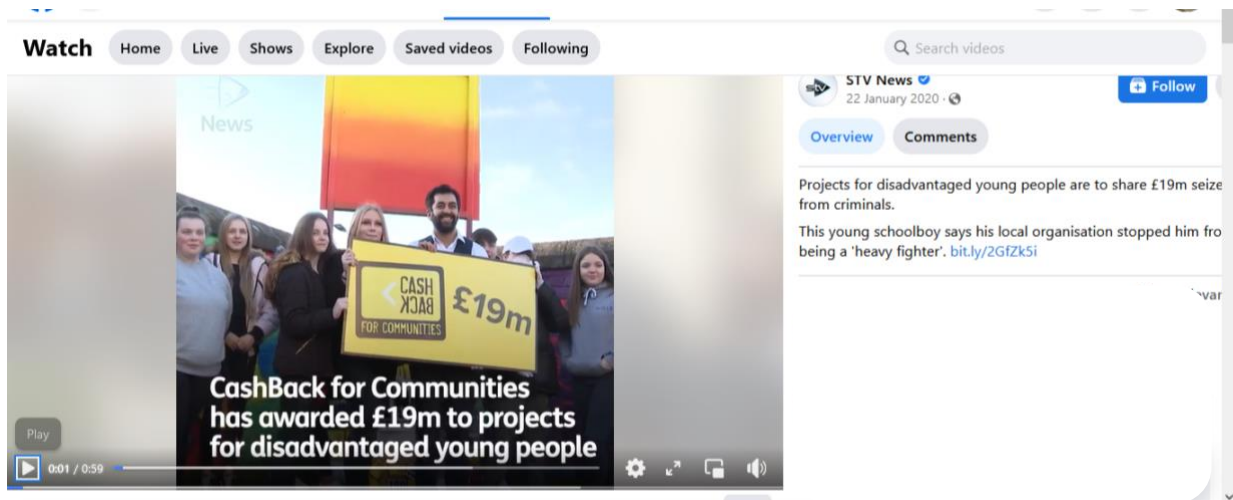 Watch
Home
Live
Shows
Explore
Saved videos
Following
Search videos
News
CASH
BACK
FOR COMMUNITIES
£19m
CashBack for Communities
has awarded £19m to projects
for disadvantaged young people
Play
0:01 / 0:59
stv
STV News
22 January 2020
Follow
Overview
Comments
Projects for disadvantaged young people are to share £19m seize
from criminals.
This young schoolboy says his local organisation stopped him fro
being a 'heavy fighter'. bit.ly/2GfZk5i